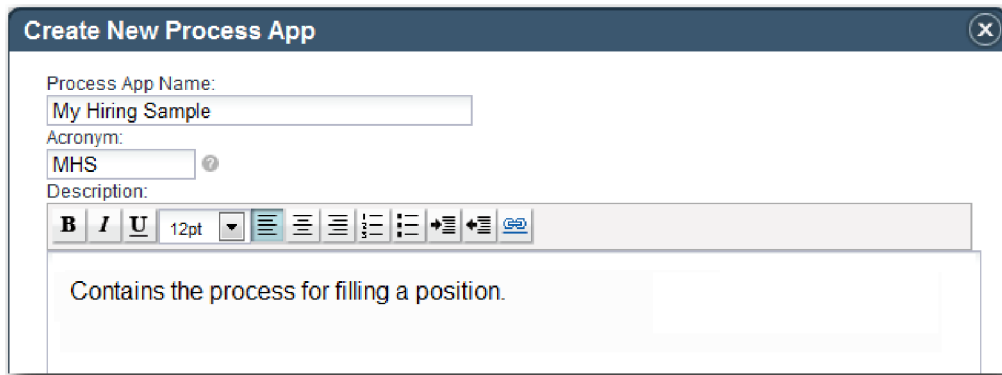 Create New Process App
Process App Name:
My Hiring Sample
Acronym:
MHS
?
Description:
B I U 12pt
Contains the process for filling a position.